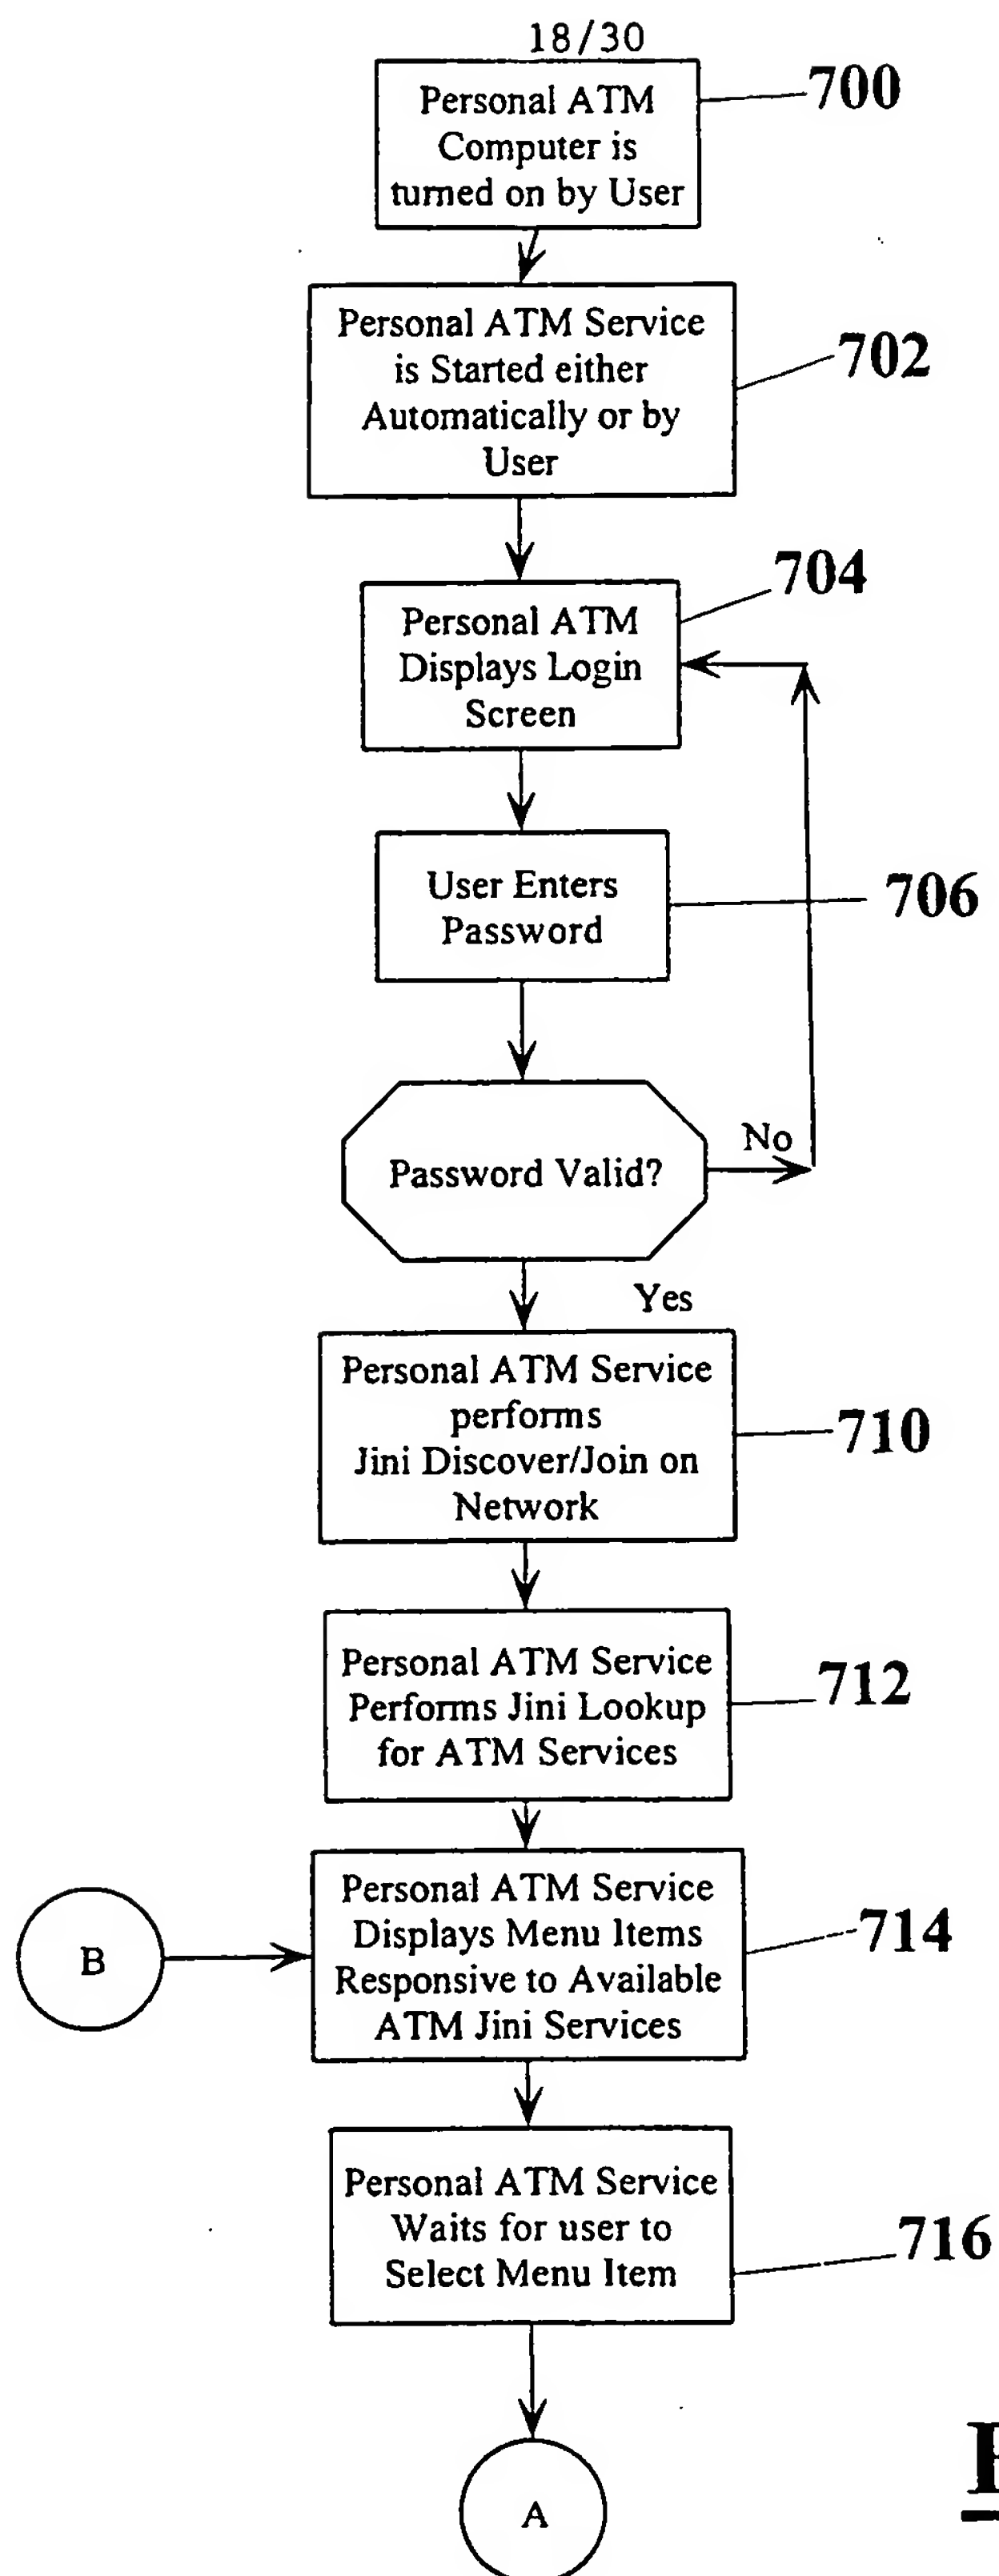 18/30
Personal ATM
Computer is
turned on by User
700
Personal ATM Service
is Started either
Automatically or by
User
702
Personal ATM
Displays Login
Screen
704
User Enters
Password
706
Password Valid?
No
Yes
Personal ATM Service
performs
Jini Discover/Join on
Network
710
Personal ATM Service
Performs Jini Lookup
for ATM Services
712
B
Personal ATM Service
Displays Menu Items
Responsive to Available
ATM Jini Services
714
Personal ATM Service
Waits for user to
Select Menu Item
716
A